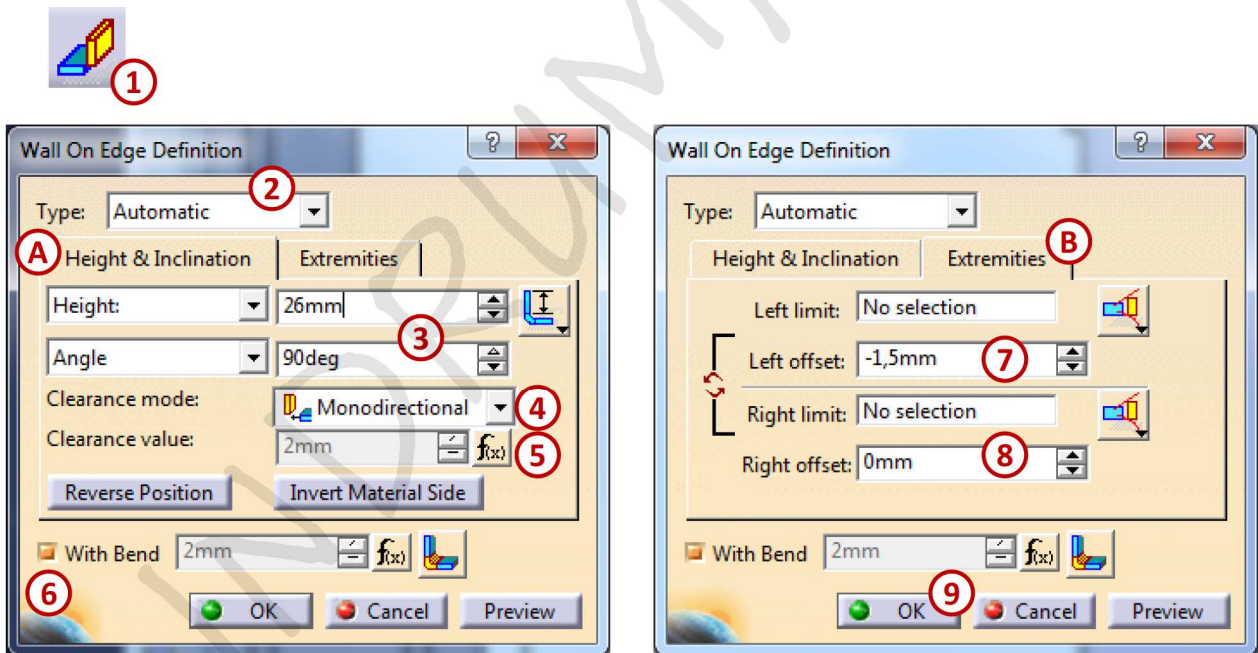 1
Wall On Edge Definition
?
X
2
Type: Automatic
A
Height & Inclination Extremities
Height: 26mm
3
Angle 90deg
Clearance mode: Monodirectional 4
Clearance value: 2mm f(x) 5
Reverse Position Invert Material Side
With Bend 2mm f(x)
6
OK Cancel Preview
Wall On Edge Definition
?
X
Type: Automatic
B
Height & Inclination Extremities
Left limit: No selection
Left offset: -1,5mm 7
Right limit: No selection
Right offset: 0mm 8
With Bend 2mm f(x)
OK 9 Cancel Preview